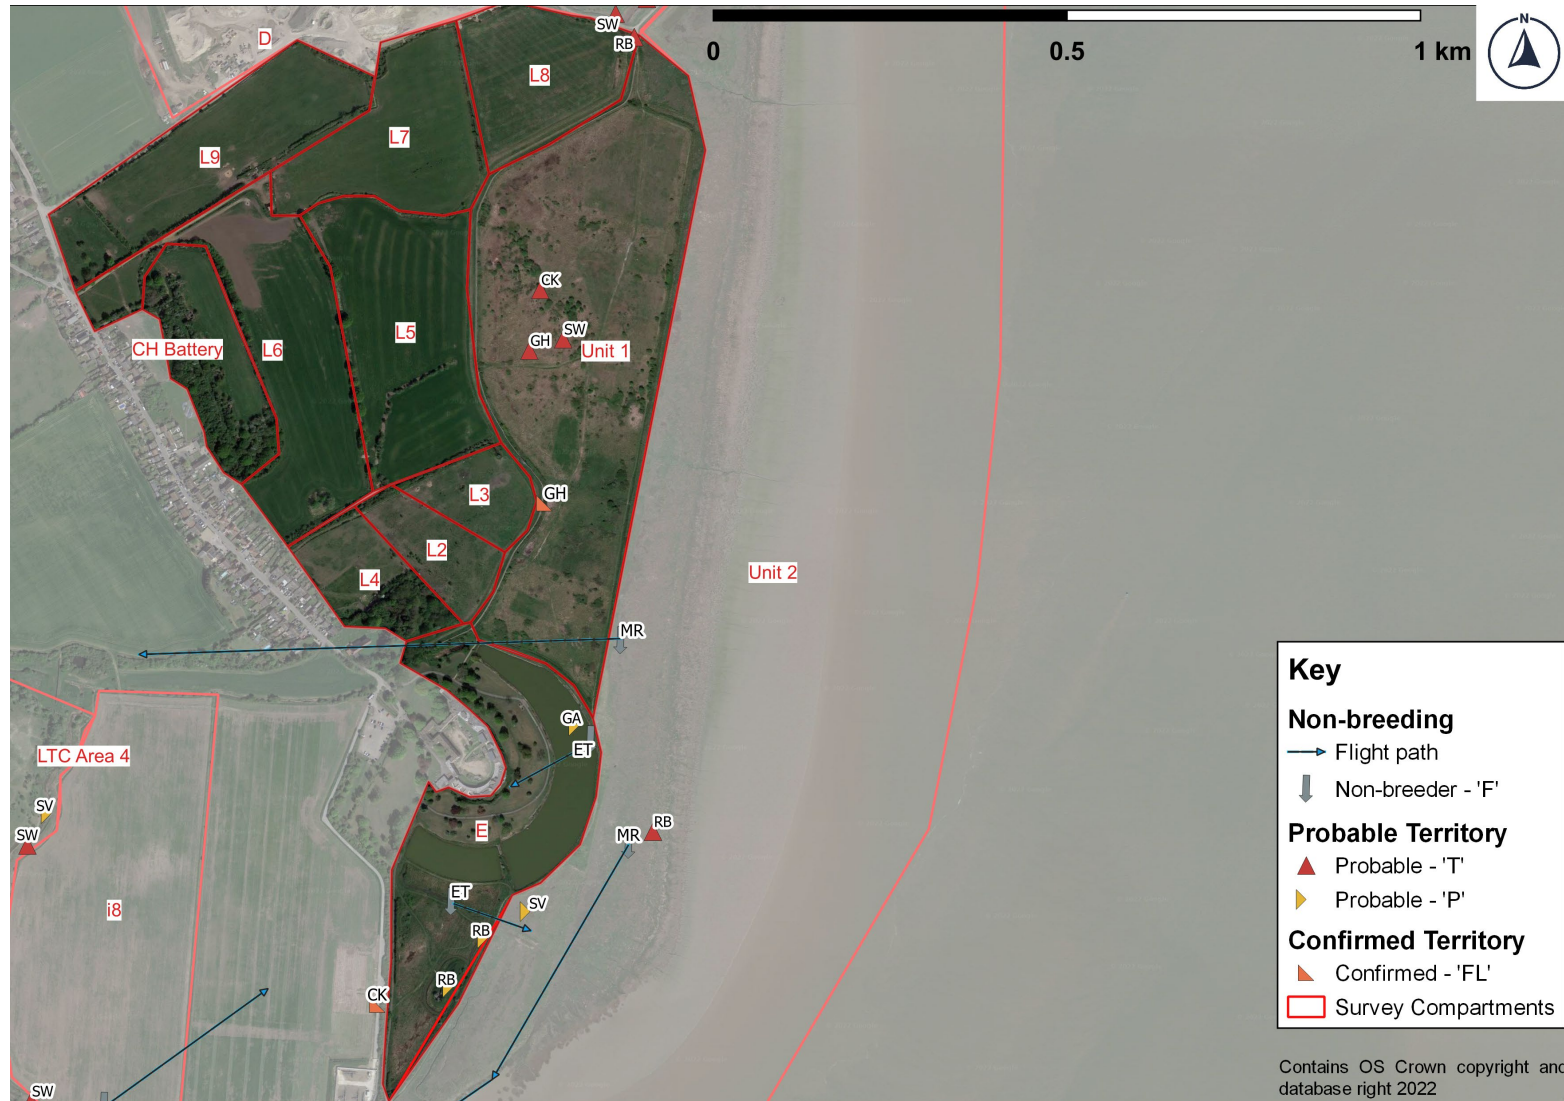 D
SW
RB
0
0.5
1 km
N
L8
L7
L9
CK
L5
CH Battery
L6
GH
SW
Unit 1
L3
GH
L2
L4
Unit 2
MR
GA
ET
LTC Area 4
SV
SW
E
MR
RB
ET
SV
i8
RB
RB
CK
SW
Key
Non-breeding
Flight path
Non-breeder - 'F'
Probable Territory
Probable - 'T'
Probable - 'P'
Confirmed Territory
Confirmed - 'FL'
Survey Compartments
Contains OS Crown copyright and
database right 2022